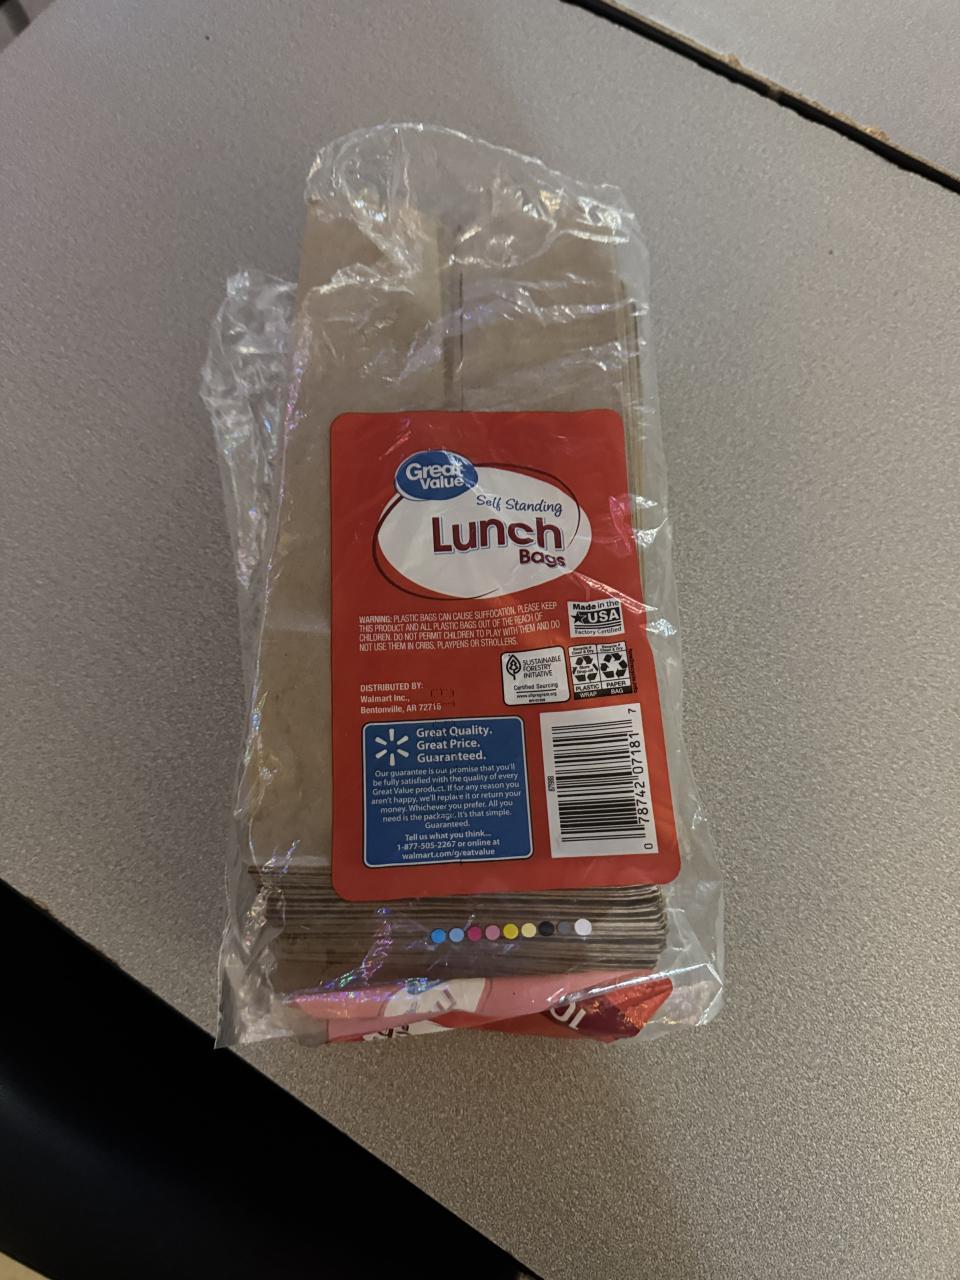 Great
Value
Self Standing
Lunch
Bags
WARNING: PLASTIC BAGS CAN CAUSE SUFFOCATION. PLEASE KEEP
THIS PRODUCT AND ALL PLASTIC BAGS OUT OF THE REACH OF
CHILDREN. DO NOT PERMIT CHILDREN TO PLAY WITH THEM AND DO
NOT USE THEM IN CRIBS, PLAYPENS OR STROLLERS.
Made in the
USA
Factory Certified
SUSTAINABLE
FORESTRY
INITIATIVE
Certified Sourcing
www.sfiprogram.org
PLASTIC
WRAP
PAPER
BAG
DISTRIBUTED BY:
Walmart Inc.,
Bentonville, AR 72716
Great Quality.
Great Price.
Guaranteed.
Our guarantee is our promise that you'll
be fully satisfied with the quality of every
Great Value product. If for any reason you
aren't happy, we'll replace it or return your
money. Whichever you prefer. All you
need is the package. It's that simple.
Guaranteed.
Tell us what you think...
1-877-505-2267 or online at
walmart.com/greatvalue
0 78742 07181 7